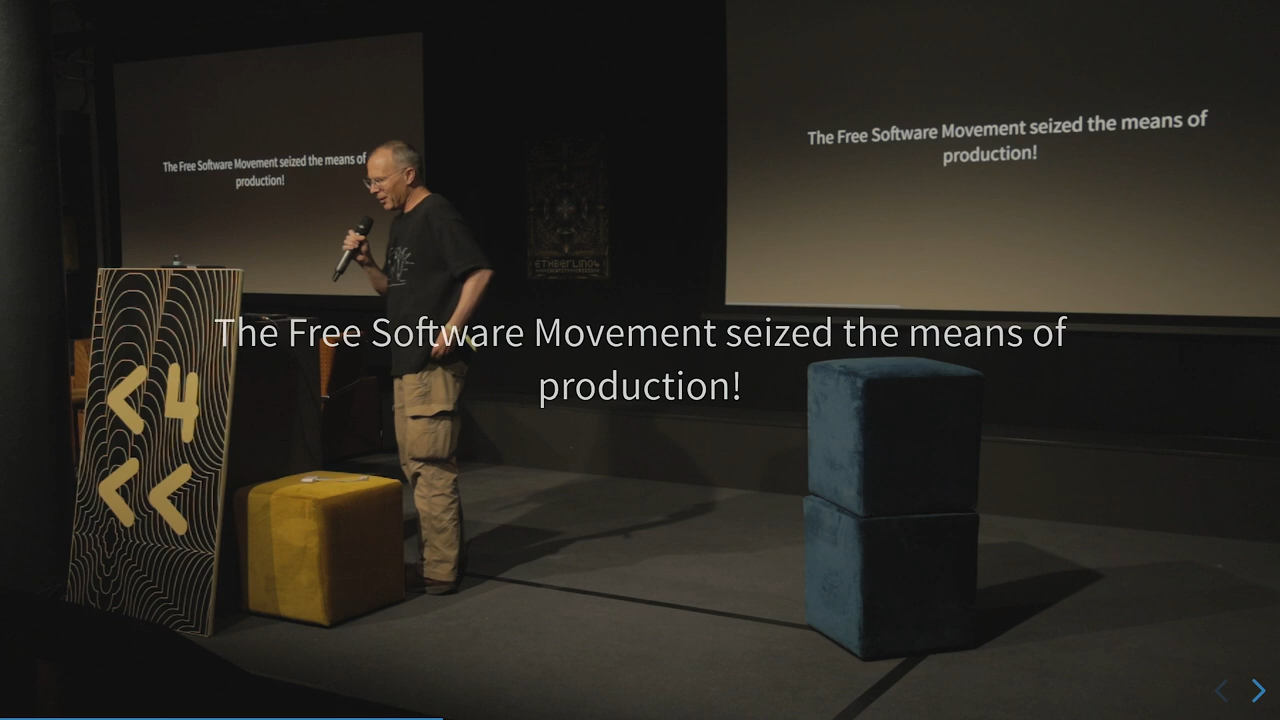 The Free Software Movement seized the means of
production!
The Free Software Movement seized the means of
production!
ETHBERLIN04
The Free Software Movement seized the means of
production!
<4
<<